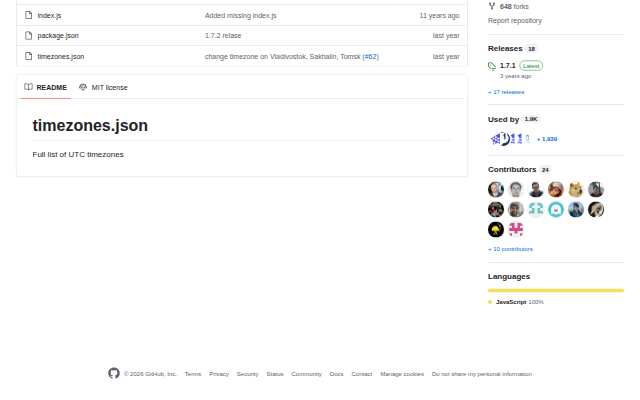 index.js Added missing index.js 11 years ago
package.json 1.7.2 relase last year
timezones.json change timezone on Vladivostok, Sakhalin, Tomsk (#62) last year
README MIT license
timezones.json
Full list of UTC timezones
648 forks
Report repository
Releases 18
1.7.1 Latest
3 years ago
+ 17 releases
Used by 1.9K
+ 1,939
Contributors 24
+ 10 contributors
Languages
JavaScript 100%
© 2026 GitHub, Inc. Terms Privacy Security Status Community Docs Contact Manage cookies Do not share my personal information